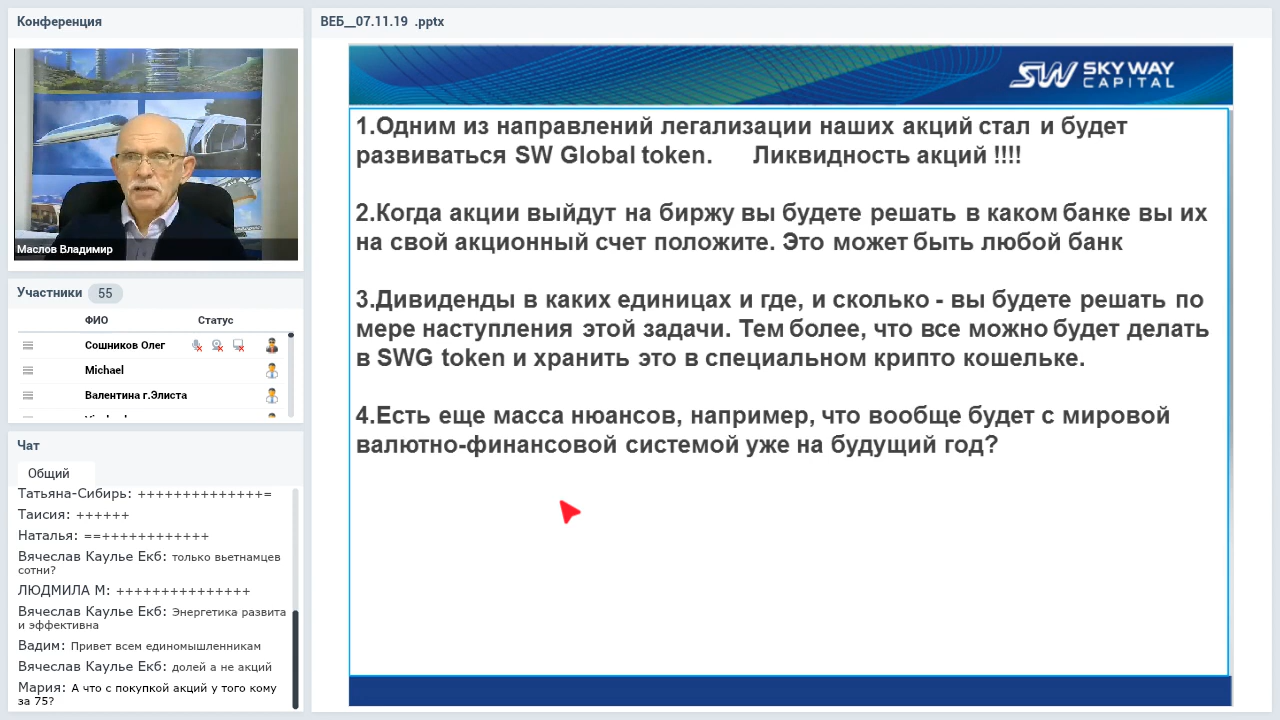 Конференция
Маслов Владимир
Участники 55
ФИО Статус
Сошников Олег
Michael
Валентина г.Элиста
Чат
Общий
Татьяна-Сибирь: ++++++++++++++=
Таисия: ++++++
Наталья: ==++++++++++++
Вячеслав Каулье Екб: только вьетнамцев
сотни?
ЛЮДМИЛА М: +++++++++++++++
Вячеслав Каулье Екб: Энергетика развита
и эффективна
Вадим: Привет всем единомышленникам
Вячеслав Каулье Екб: долей а не акций
Мария: А что с покупкой акций у того кому
за 75?
ВЕБ__07.11.19 .pptx
SW SKY WAY
CAPITAL
1.Одним из направлений легализации наших акций стал и будет
развиваться SW Global token. Ликвидность акций !!!!
2.Когда акции выйдут на биржу вы будете решать в каком банке вы их
на свой акционный счет положите. Это может быть любой банк
3.Дивиденды в каких единицах и где, и сколько - вы будете решать по
мере наступления этой задачи. Тем более, что все можно будет делать
в SWG token и хранить это в специальном крипто кошельке.
4.Есть еще масса нюансов, например, что вообще будет с мировой
валютно-финансовой системой уже на будущий год?